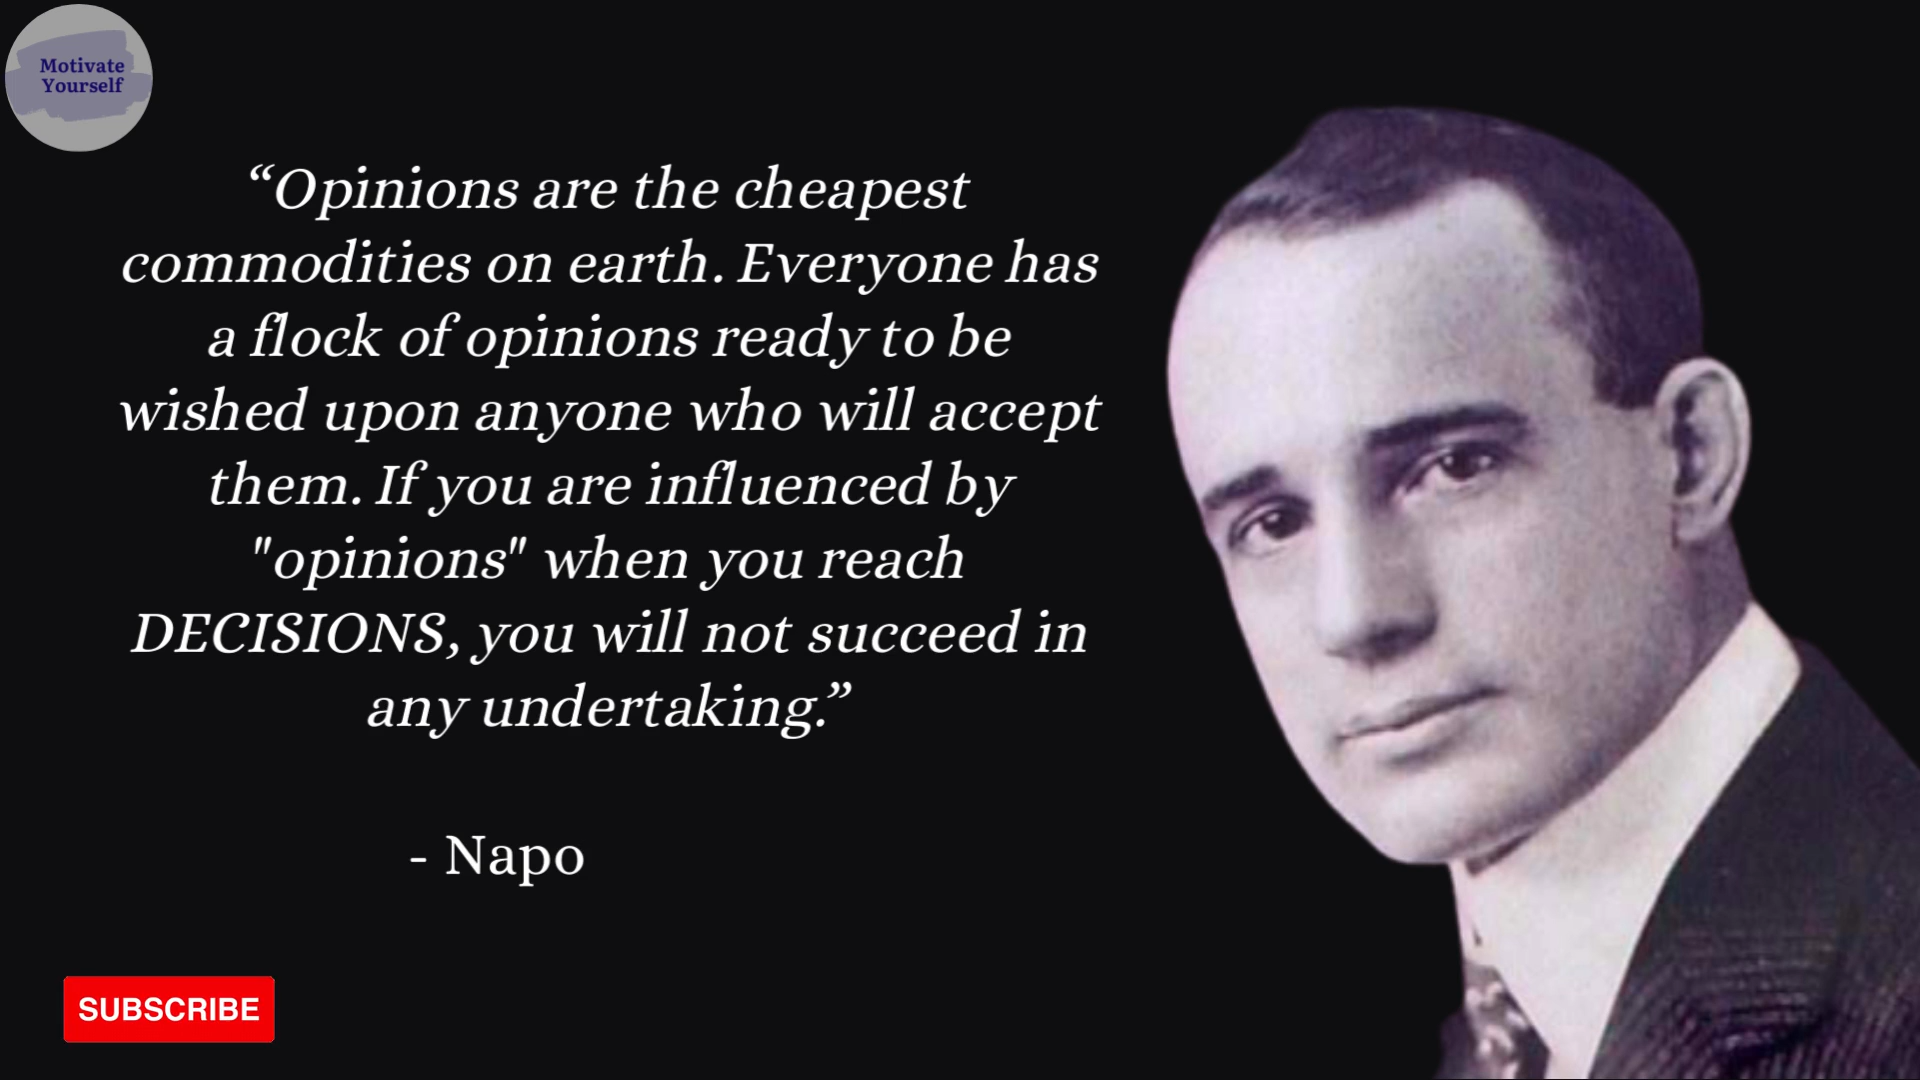 Motivate
Yourself
“Opinions are the cheapest
commodities on earth. Everyone has
a flock of opinions ready to be
wished upon anyone who will accept
them. If you are influenced by
"opinions" when you reach
DECISIONS, you will not succeed in
any undertaking.”
- Napo
SUBSCRIBE